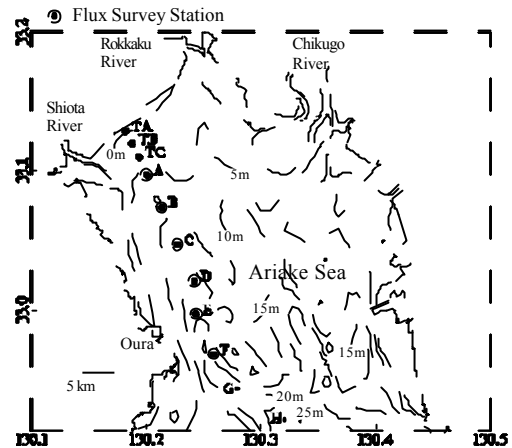 Flux Survey Station
33.2
Rokkaku
River
Chikugo
River
Shiota
River
TA
TB
TC
0m
A
5m
33.1
B
10m
C
Ariake Sea
D
E
15m
33.0
Oura
F
15m
5 km
G
20m
H
25m
130.1
130.2
130.3
130.4
130.5